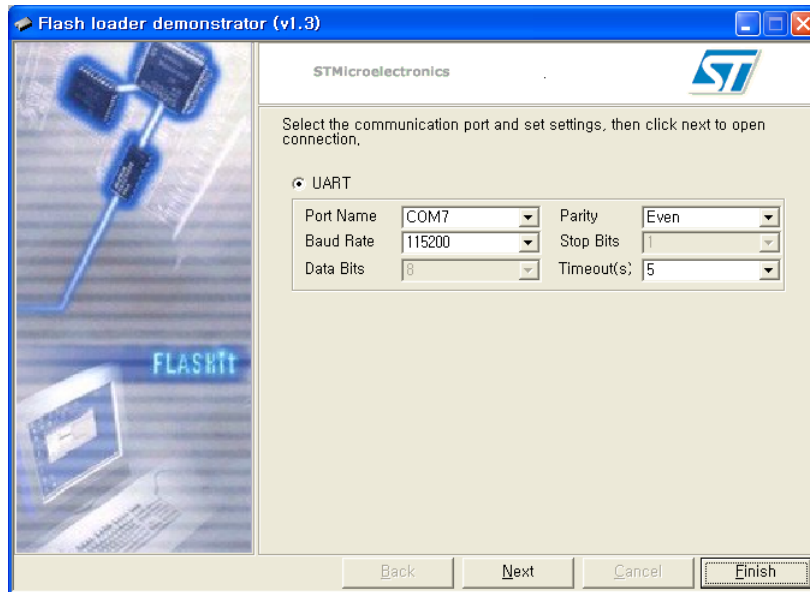 Flash loader demonstrator (v1.3)
STMicroelectronics
ST
Select the communication port and set settings, then click next to open
connection,
UART
Port Name COM7 Parity Even
Baud Rate 115200 Stop Bits 1
Data Bits 8 Timeout(s) 5
FLASHit
Back Next Cancel Finish